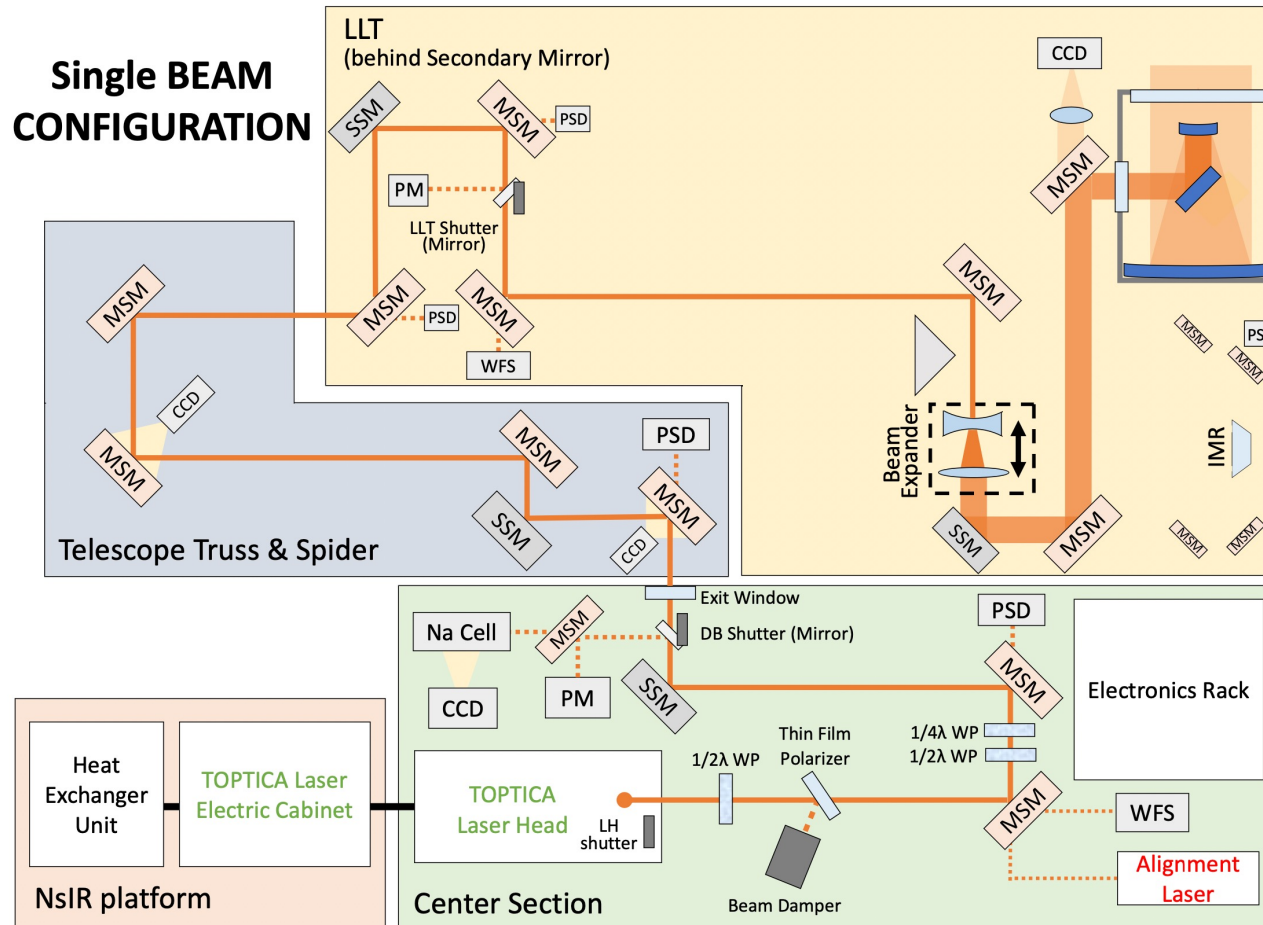 Single BEAM
CONFIGURATION
LLT
(behind Secondary Mirror)
SSM
MSM
PSD
PM
LLT Shutter
(Mirror)
MSM
PSD
MSM
WFS
CCD
MSM
MSM
Beam
Expander
SSM
MSM
MSM
PS
MSM
IMR
MSM
MSM
MSM
CCD
MSM
MSM
SSM
PSD
MSM
CCD
Telescope Truss & Spider
Exit Window
DB Shutter (Mirror)
Na Cell
MSM
CCD
PM
SSM
PSD
MSM
Electronics Rack
1/4λ WP
1/2λ WP
Thin Film
Polarizer
1/2λ WP
TOPTICA
Laser Head
LH
shutter
MSM
WFS
Alignment
Laser
Beam Damper
Center Section
Heat
Exchanger
Unit
TOPTICA Laser
Electric Cabinet
NsIR platform